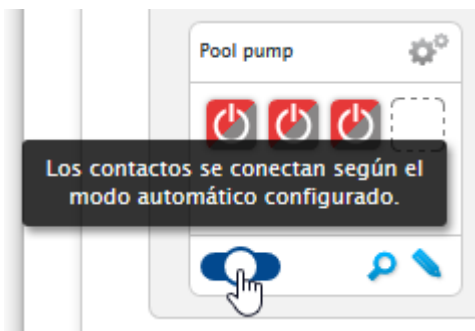 Pool pump
Los contactos se conectan según el
modo automático configurado.